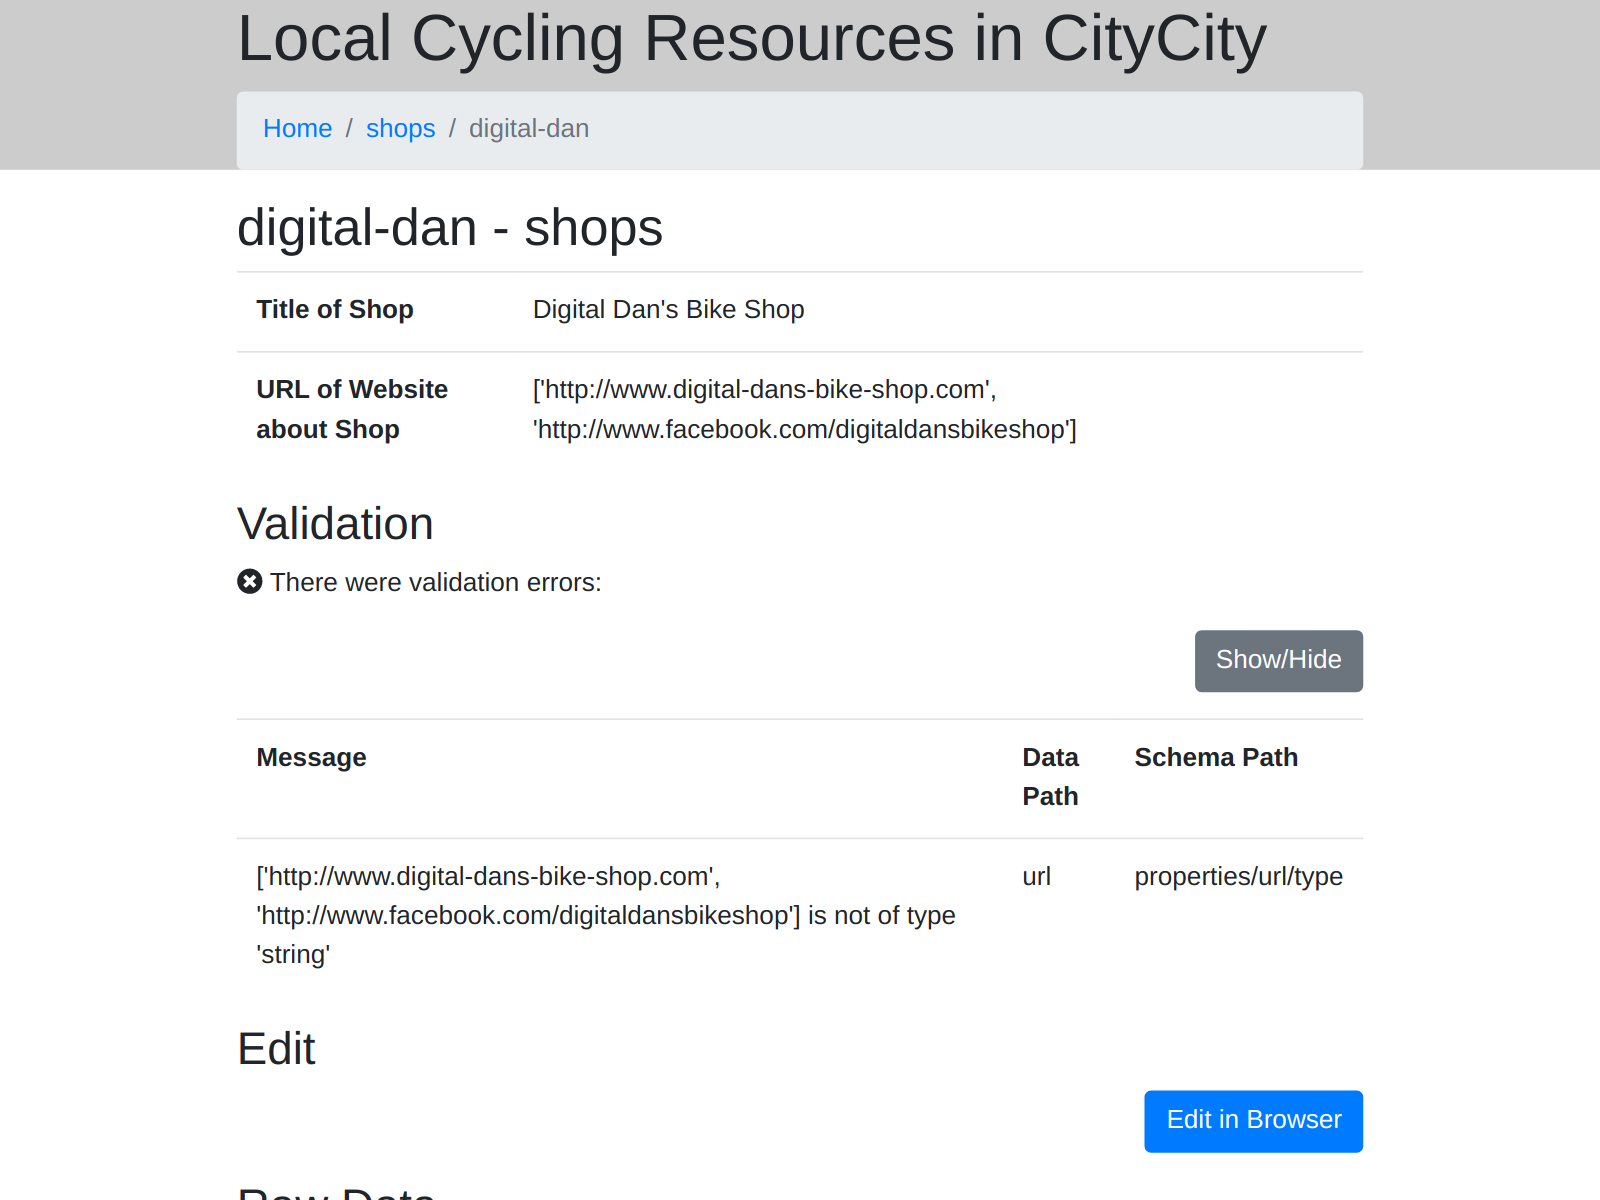 Local Cycling Resources in CityCity
Home / shops / digital-dan
digital-dan - shops
Title of Shop Digital Dan's Bike Shop
URL of Website ['http://www.digital-dans-bike-shop.com',
about Shop 'http://www.facebook.com/digitaldansbikeshop']
Validation
There were validation errors:
Show/Hide
Message Data Schema Path
Path
['http://www.digital-dans-bike-shop.com', url properties/url/type
'http://www.facebook.com/digitaldansbikeshop'] is not of type
'string'
Edit
Edit in Browser
Raw Data